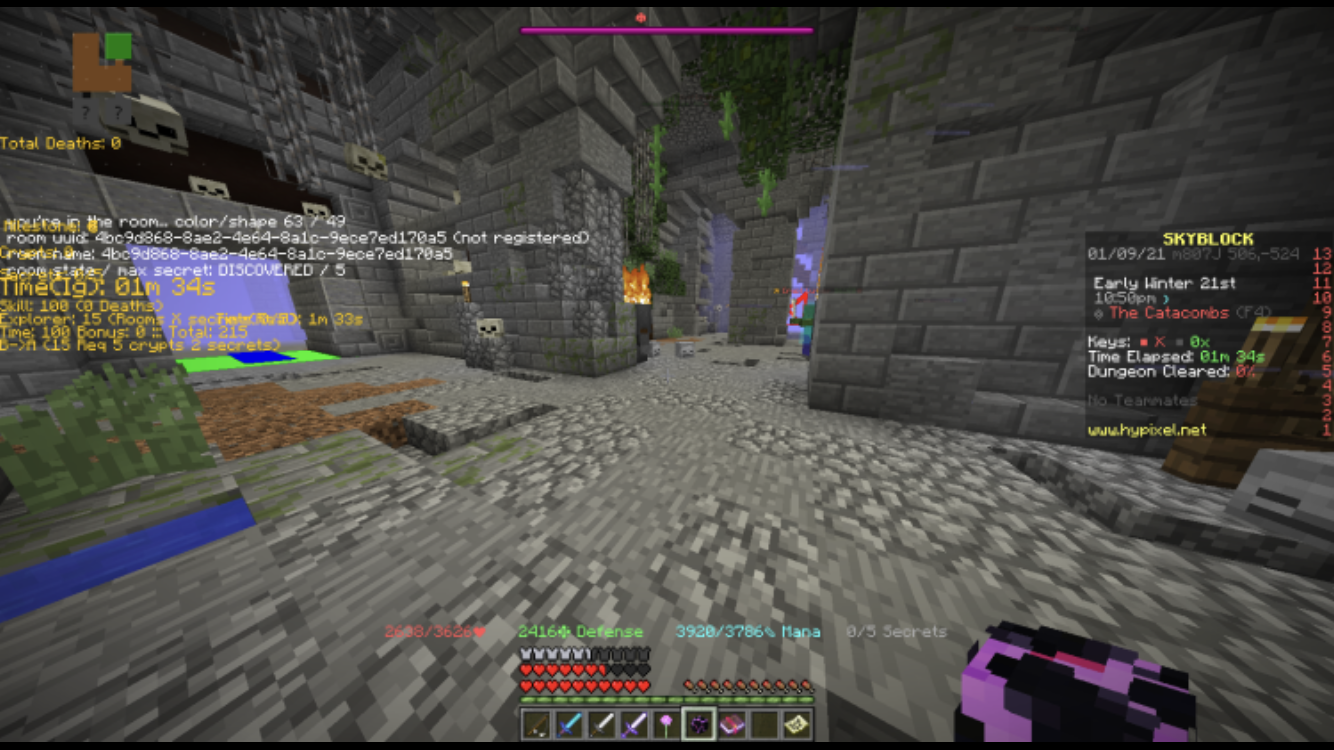 ? ?
Total Deaths: 0
you're in the room.. color/shape 63 / 49
Milestone: 0
room uuid: 4bc9d868-8ae2-4e64-8a1c-9ece7ed170a5 (not registered)
room name: 4bc9d868-8ae2-4e64-8a1c-9ece7ed170a5
room state / max secret: DISCOVERED / 5
Time(Ig): 01m 34s
Skill: 100 (0 Deaths)
Explorer: 15 (Rooms X 1m 33s
Time: 100 Bonus: 0 :: Total: 215
(15 Req 5 crypts 2 secrets)
SKYBLOCK
01/09/21 m807J 506,-524 13
12
Early Winter 21st 11
10:50pm 10
The Catacombs (F4) 9
8
Keys: X 0x 7
Time Elapsed: 01m 34s 6
Dungeon Cleared: 0% 5
4
No Teammates 3
2
www.hypixel.net 1
2638/3626❤ 2416 Defense 3920/3786 Mana 0/5 Secrets